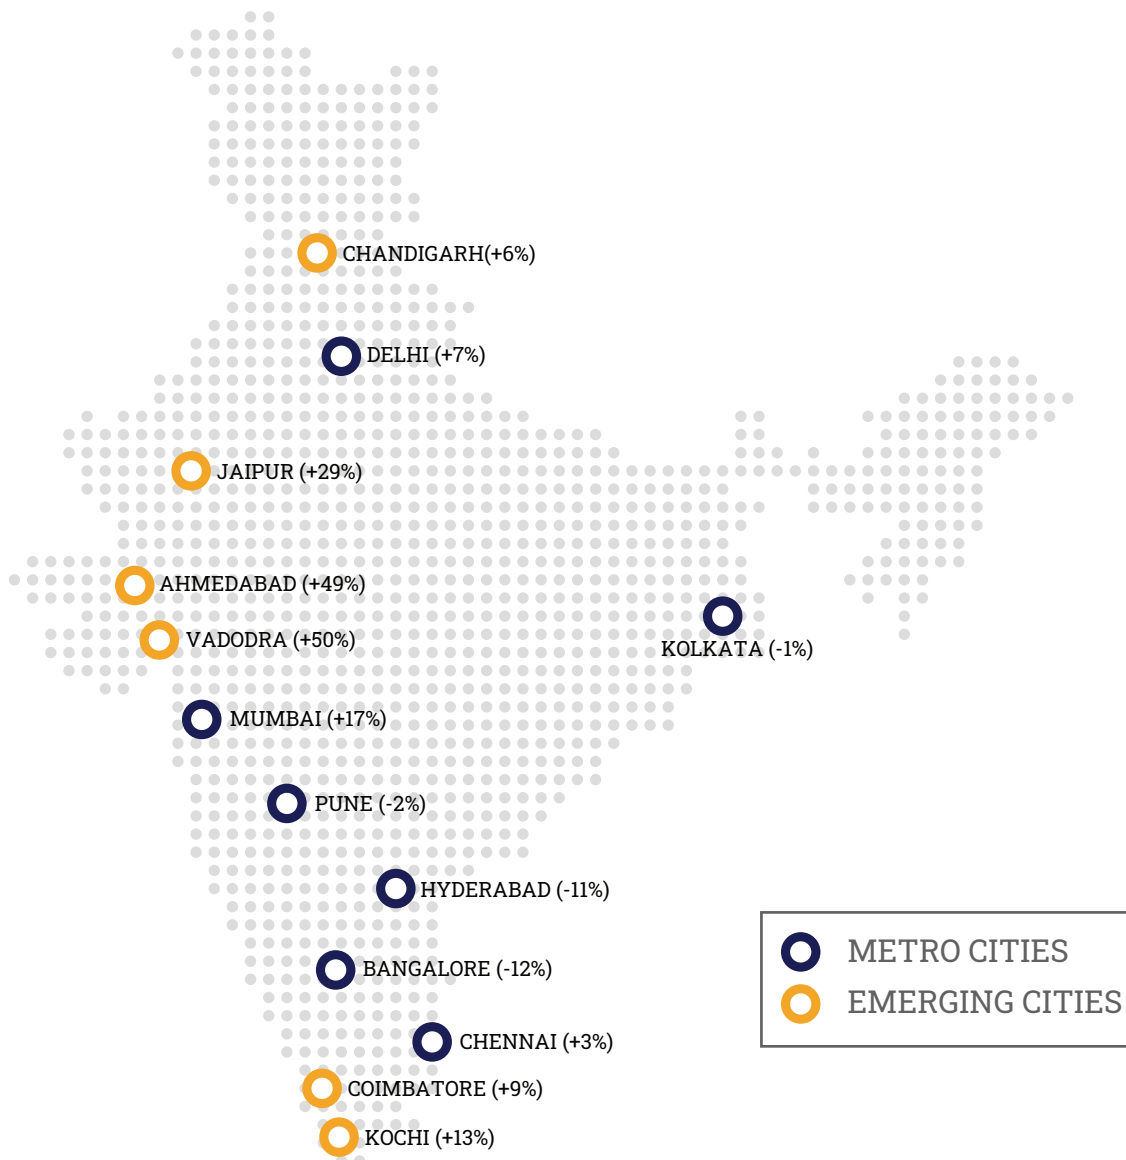 CHANDIGARH(+6%)
DELHI (+7%)
JAIPUR (+29%)
AHMEDABAD (+49%)
VADODRA (+50%)
KOLKATA (-1%)
MUMBAI (+17%)
PUNE (-2%)
HYDERABAD (-11%)
BANGALORE (-12%)
CHENNAI (+3%)
COIMBATORE (+9%)
KOCHI (+13%)
METRO CITIES
EMERGING CITIES